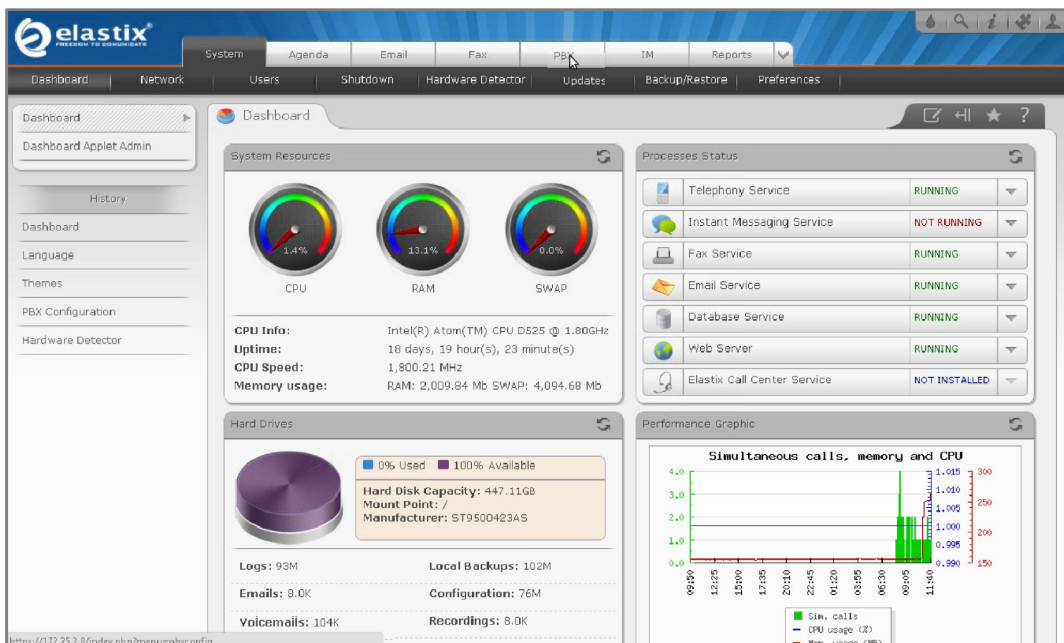 elastix
FREEDOM TO COMMUNICATE
System Agenda Email Fax PBX IM Reports
Dashboard Network Users Shutdown Hardware Detector Updates Backup/Restore Preferences
Dashboard
Dashboard Applet Admin
History
Dashboard
Language
Themes
PBX Configuration
Hardware Detector
Dashboard
System Resources
1.4% 13.1% 0.0%
CPU RAM SWAP
CPU Info: Intel(R) Atom(TM) CPU D525 @ 1.80GHz
Uptime: 18 days, 19 hour(s), 23 minute(s)
CPU Speed: 1,800.21 MHz
Memory usage: RAM: 2,009.84 Mb SWAP: 4,094.68 Mb
Processes Status
Telephony Service RUNNING
Instant Messaging Service NOT RUNNING
Fax Service RUNNING
Email Service RUNNING
Database Service RUNNING
Web Server RUNNING
Elastix Call Center Service NOT INSTALLED
Hard Drives
0% Used 100% Available
Hard Disk Capacity: 447.11GB
Mount Point: /
Manufacturer: ST9500423AS
Logs: 93M Local Backups: 102M
Emails: 8.0K Configuration: 76M
Voicemails: 104K Recordings: 8.0K
Performance Graphic
Simultaneous calls, memory and CPU
4.0 1.015 300
3.0 1.010 250
2.0 1.005
1.000 200
1.0 0.995
0.0 0.990 150
09:50 12:25 15:00 17:35 20:10 22:45 01:20 03:55 06:30 09:05 11:40
Sim. calls
CPU usage (%)
Mem. usage (MB)